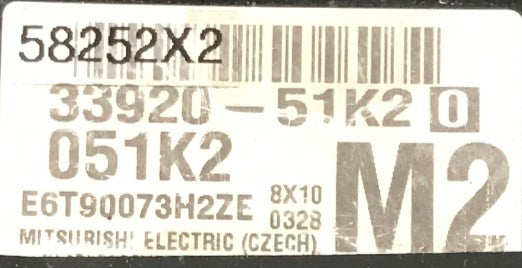 58252X2
33920-51K2 0
051K2
M2
E6T90073H2ZE 8X10
0328
MITSUBISHI ELECTRIC (CZECH)